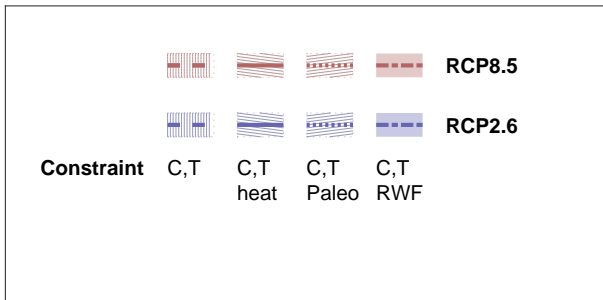 RCP8.5
RCP2.6
Constraint C,T C,T C,T C,T
heat Paleo RWF